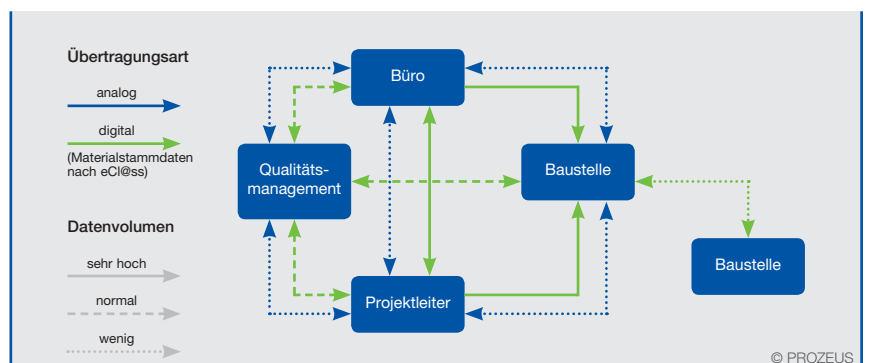 Übertragungsart
analog
digital
(Materialstammdaten
nach eCl@ss)
Datenvolumen
sehr hoch
normal
wenig
Büro
Qualitäts-
management
Baustelle
Projektleiter
Baustelle
© PROZEUS